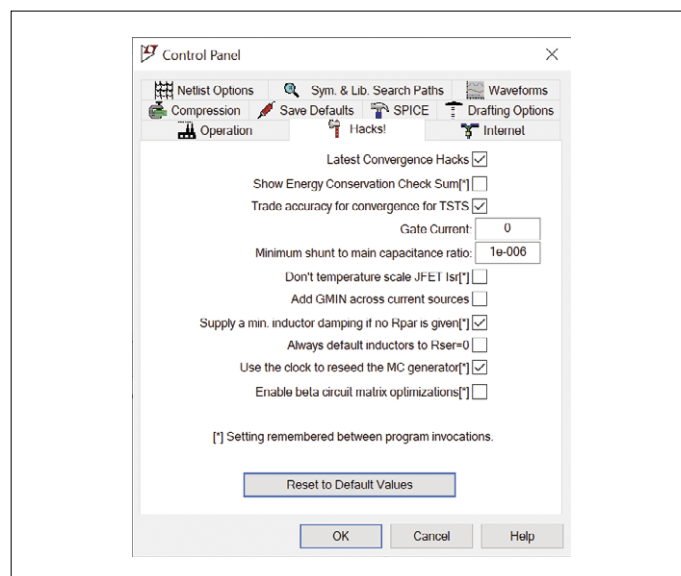 Control Panel
Netlist Options
Sym. & Lib. Search Paths
Waveforms
Compression
Save Defaults
SPICE
Drafting Options
Operation
Hacks!
Internet
Latest Convergence Hacks
Show Energy Conservation Check Sum[*]
Trade accuracy for convergence for TSTS
Gate Current: 0
Minimum shunt to main capacitance ratio: 1e-006
Don't temperature scale JFET Isr[*]
Add GMIN across current sources
Supply a min. inductor damping if no Rpar is given[*]
Always default inductors to Rser=0
Use the clock to reseed the MC generator[*]
Enable beta circuit matrix optimizations[*]
[*] Setting remembered between program invocations.
Reset to Default Values
OK
Cancel
Help